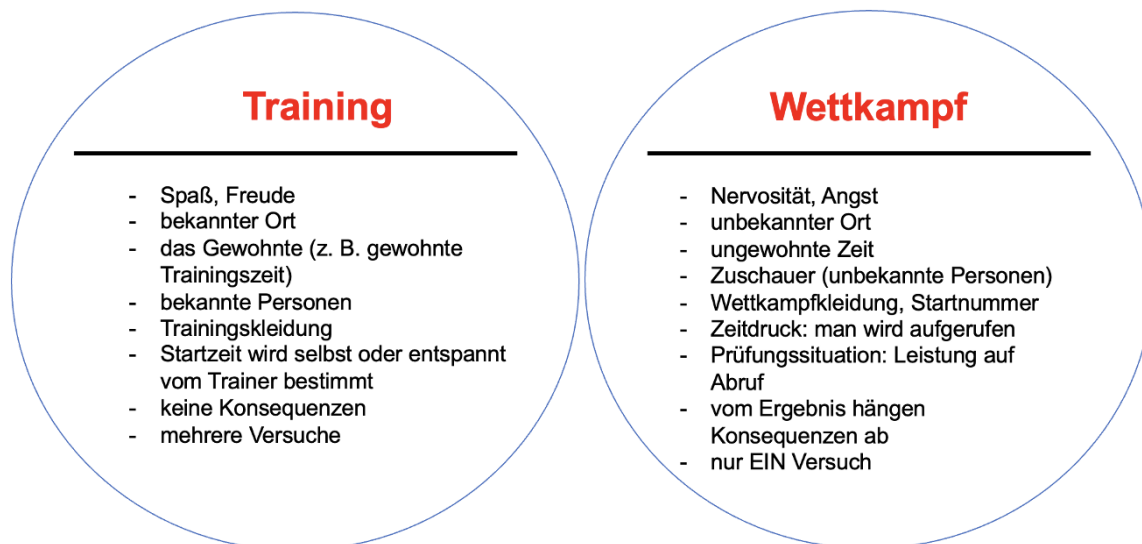 Training
- Spaß, Freude
- bekannter Ort
- das Gewohnte (z. B. gewohnte
Trainingszeit)
- bekannte Personen
- Trainingskleidung
- Startzeit wird selbst oder entspannt
vom Trainer bestimmt
- keine Konsequenzen
- mehrere Versuche
Wettkampf
- Nervosität, Angst
- unbekannter Ort
- ungewohnte Zeit
- Zuschauer (unbekannte Personen)
- Wettkampfkleidung, Startnummer
- Zeitdruck: man wird aufgerufen
- Prüfungssituation: Leistung auf
Abruf
- vom Ergebnis hängen
Konsequenzen ab
- nur EIN Versuch